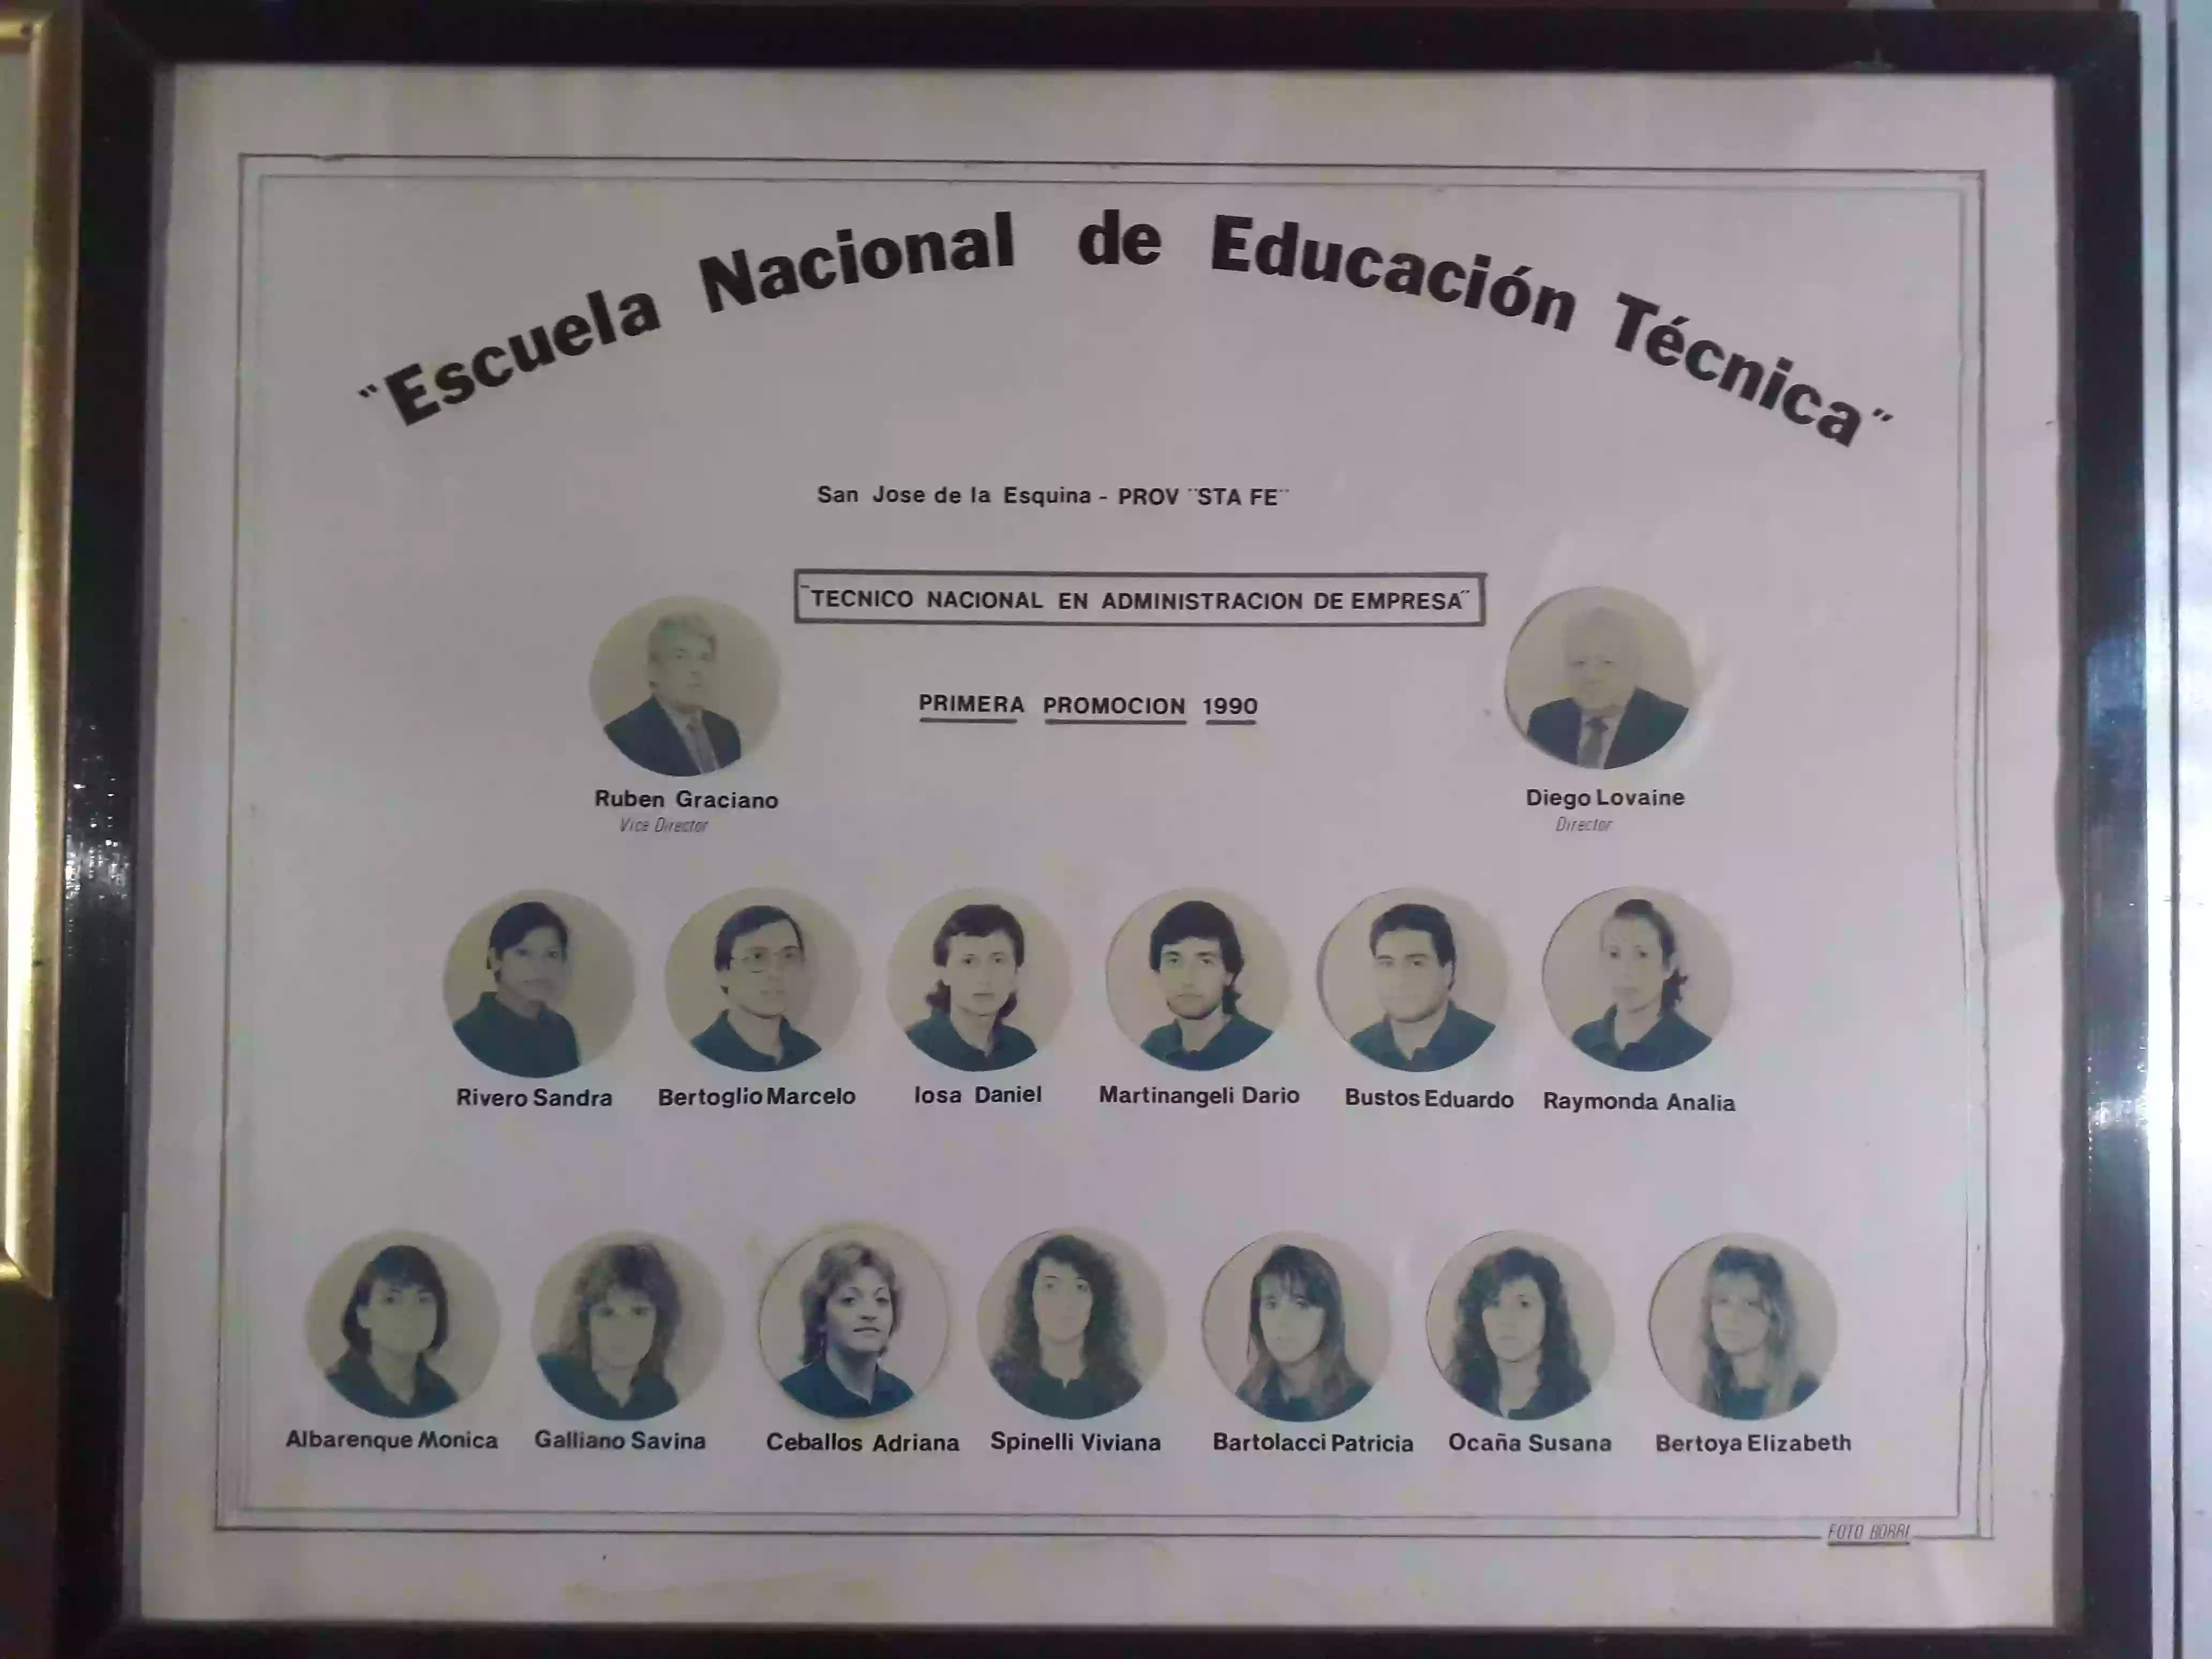 "Escuela Nacional de Educación Técnica"
San Jose de la Esquina - PROV "STA FE"
"TECNICO NACIONAL EN ADMINISTRACION DE EMPRESA"
PRIMERA PROMOCION 1990
Ruben Graciano
Vice Director
Diego Lovaine
Director
Rivero Sandra
Bertoglio Marcelo
Iosa Daniel
Martinangeli Dario
Bustos Eduardo
Raymonda Analia
Albarenque Monica
Galliano Savina
Ceballos Adriana
Spinelli Viviana
Bartolacci Patricia
Ocaña Susana
Bertoya Elizabeth
FOTO BORRI